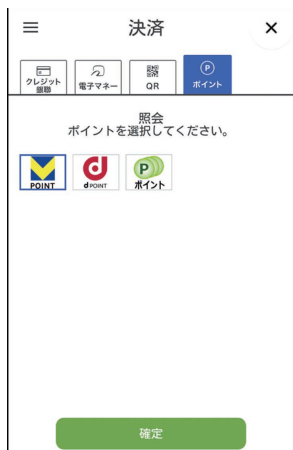 決済
クレジット
銀聯
電子マネー
QR
P
ポイント
照会
ポイントを選択してください。
V
POINT
d
d POINT
P
ポイント
確定